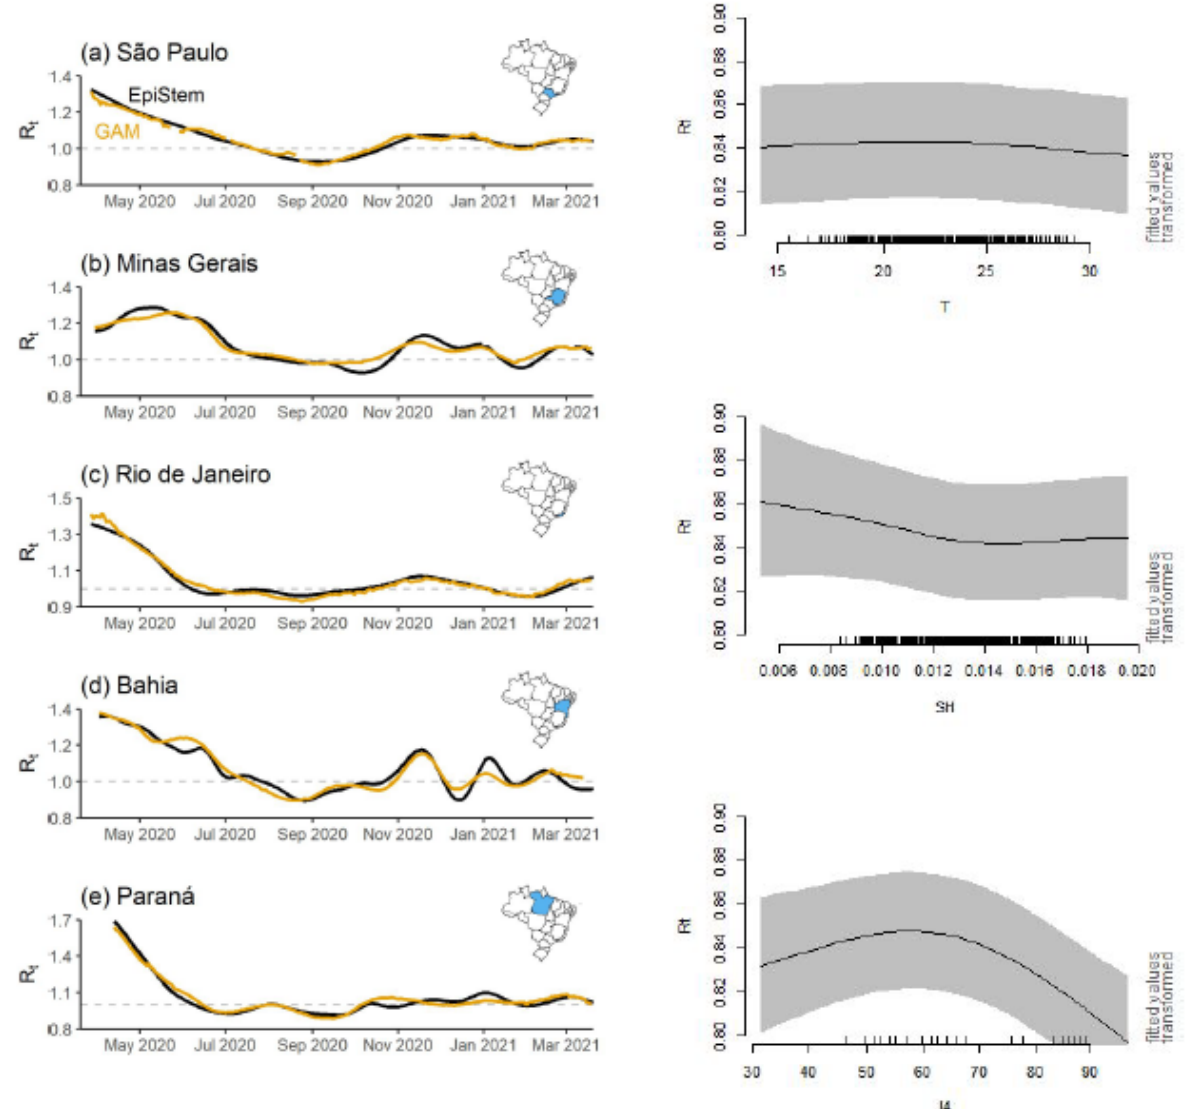 (a) São Paulo
1.4
1.2
1.0
0.8
Rt
EpiStem
GAM
May 2020 Jul 2020 Sep 2020 Nov 2020 Jan 2021 Mar 2021
(b) Minas Gerais
1.4
1.2
1.0
0.8
Rt
May 2020 Jul 2020 Sep 2020 Nov 2020 Jan 2021 Mar 2021
(c) Rio de Janeiro
1.5
1.3
1.1
0.9
Rt
May 2020 Jul 2020 Sep 2020 Nov 2020 Jan 2021 Mar 2021
(d) Bahia
1.4
1.2
1.0
0.8
Rt
May 2020 Jul 2020 Sep 2020 Nov 2020 Jan 2021 Mar 2021
(e) Paraná
1.7
1.4
1.1
0.8
Rt
May 2020 Jul 2020 Sep 2020 Nov 2020 Jan 2021 Mar 2021
0.90
0.88
0.86
0.84
0.82
0.80
Rt
fitted values
transformed
15 20 25 30
T
0.90
0.88
0.86
0.84
0.82
0.80
Rt
fitted values
transformed
0.006 0.008 0.010 0.012 0.014 0.016 0.018 0.020
SH
0.90
0.88
0.86
0.84
0.82
0.80
Rt
fitted values
transformed
30 40 50 60 70 80 90